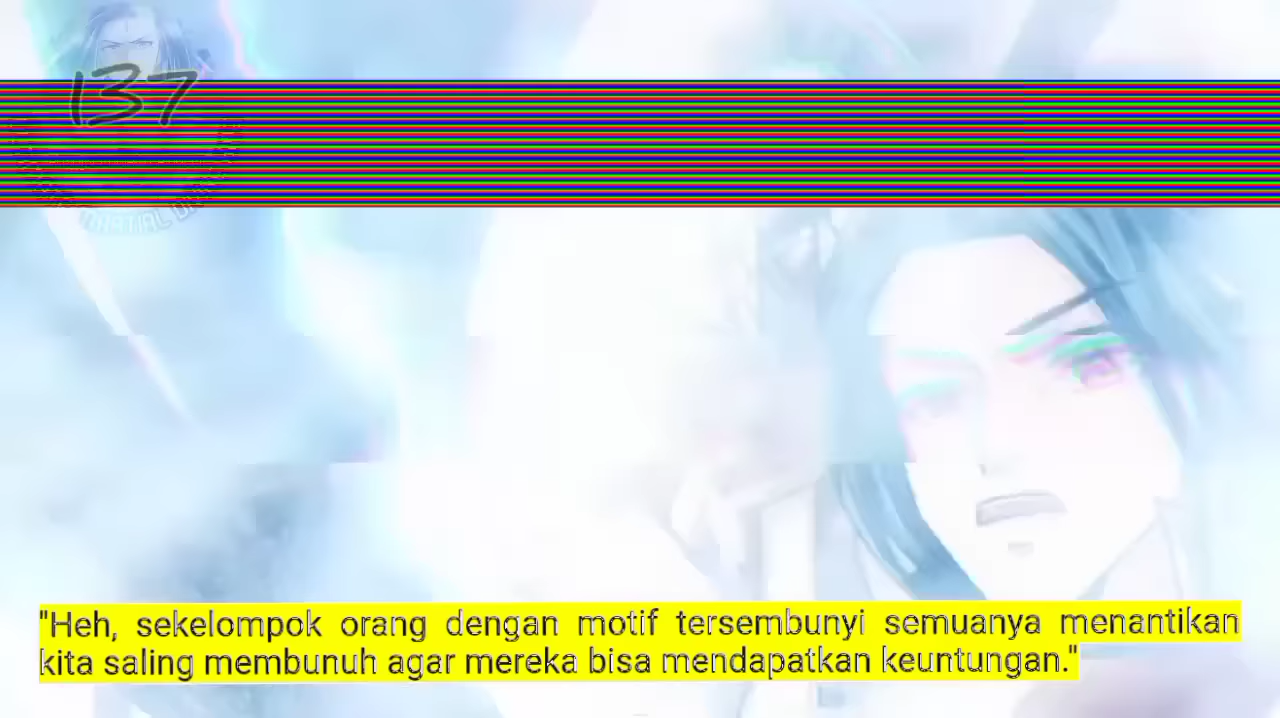 137
"Heh, sekelompok orang dengan motif tersembunyi semuanya menantikan
kita saling membunuh agar mereka bisa mendapatkan keuntungan."